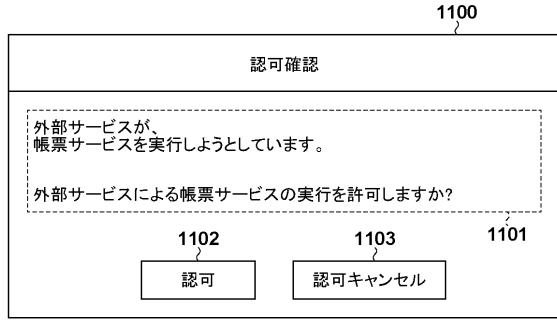 1100
認可確認
外部サービスが、
帳票サービスを実行しようとしています。
外部サービスによる帳票サービスの実行を許可しますか?
1101
1102
1103
認可
認可キャンセル